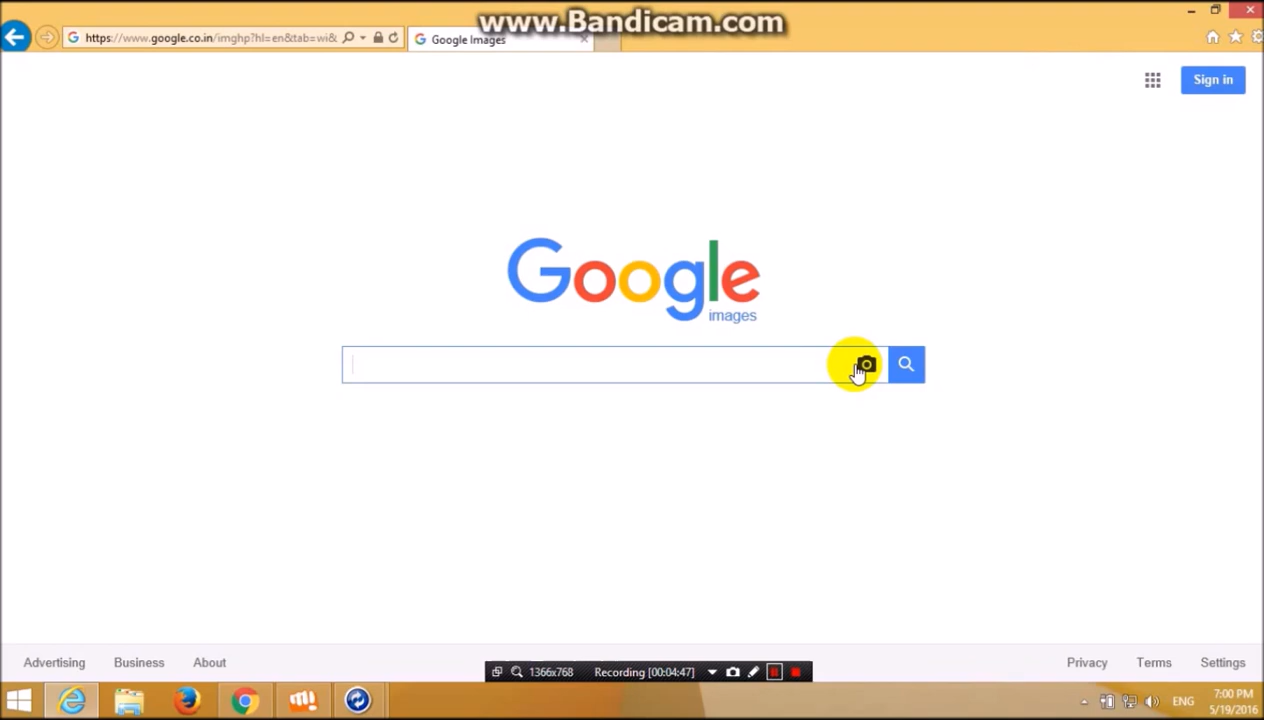 www.Bandicam.com
https://www.google.co.in/imghp?hl=en&tab=wi&
Google Images
Sign in
Google
images
Advertising
Business
About
1366x768
Recording [00:04:47]
Privacy
Terms
Settings
ENG
7:00 PM
5/19/2016